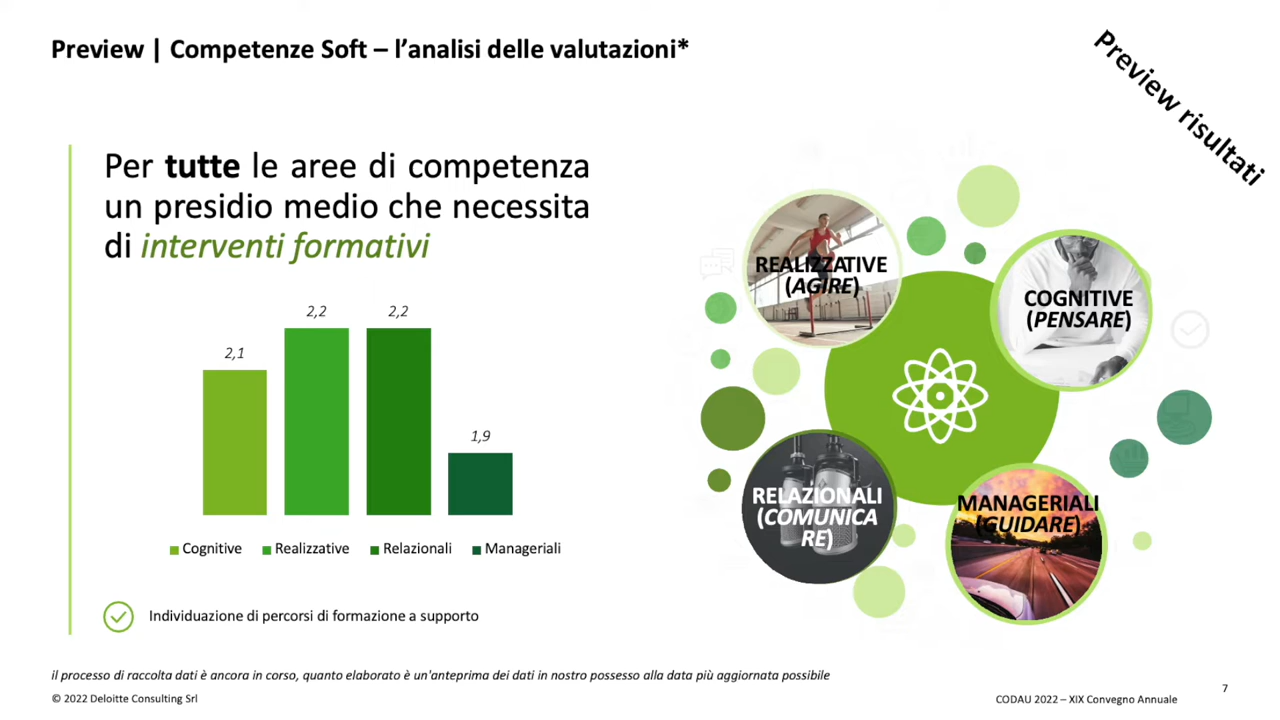 Preview | Competenze Soft – l’analisi delle valutazioni*
Preview risultati
Per tutte le aree di competenza
un presidio medio che necessita
di interventi formativi
2,1
2,2
2,2
1,9
Cognitive
Realizzative
Relazionali
Manageriali
Individuazione di percorsi di formazione a supporto
REALIZZATIVE
(AGIRE)
COGNITIVE
(PENSARE)
RELAZIONALI
(COMUNICA
RE)
MANAGERIALI
(GUIDARE)
il processo di raccolta dati è ancora in corso, quanto elaborato è un'anteprima dei dati in nostro possesso alla data più aggiornata possibile
© 2022 Deloitte Consulting Srl
CODAU 2022 – XIX Convegno Annuale
7